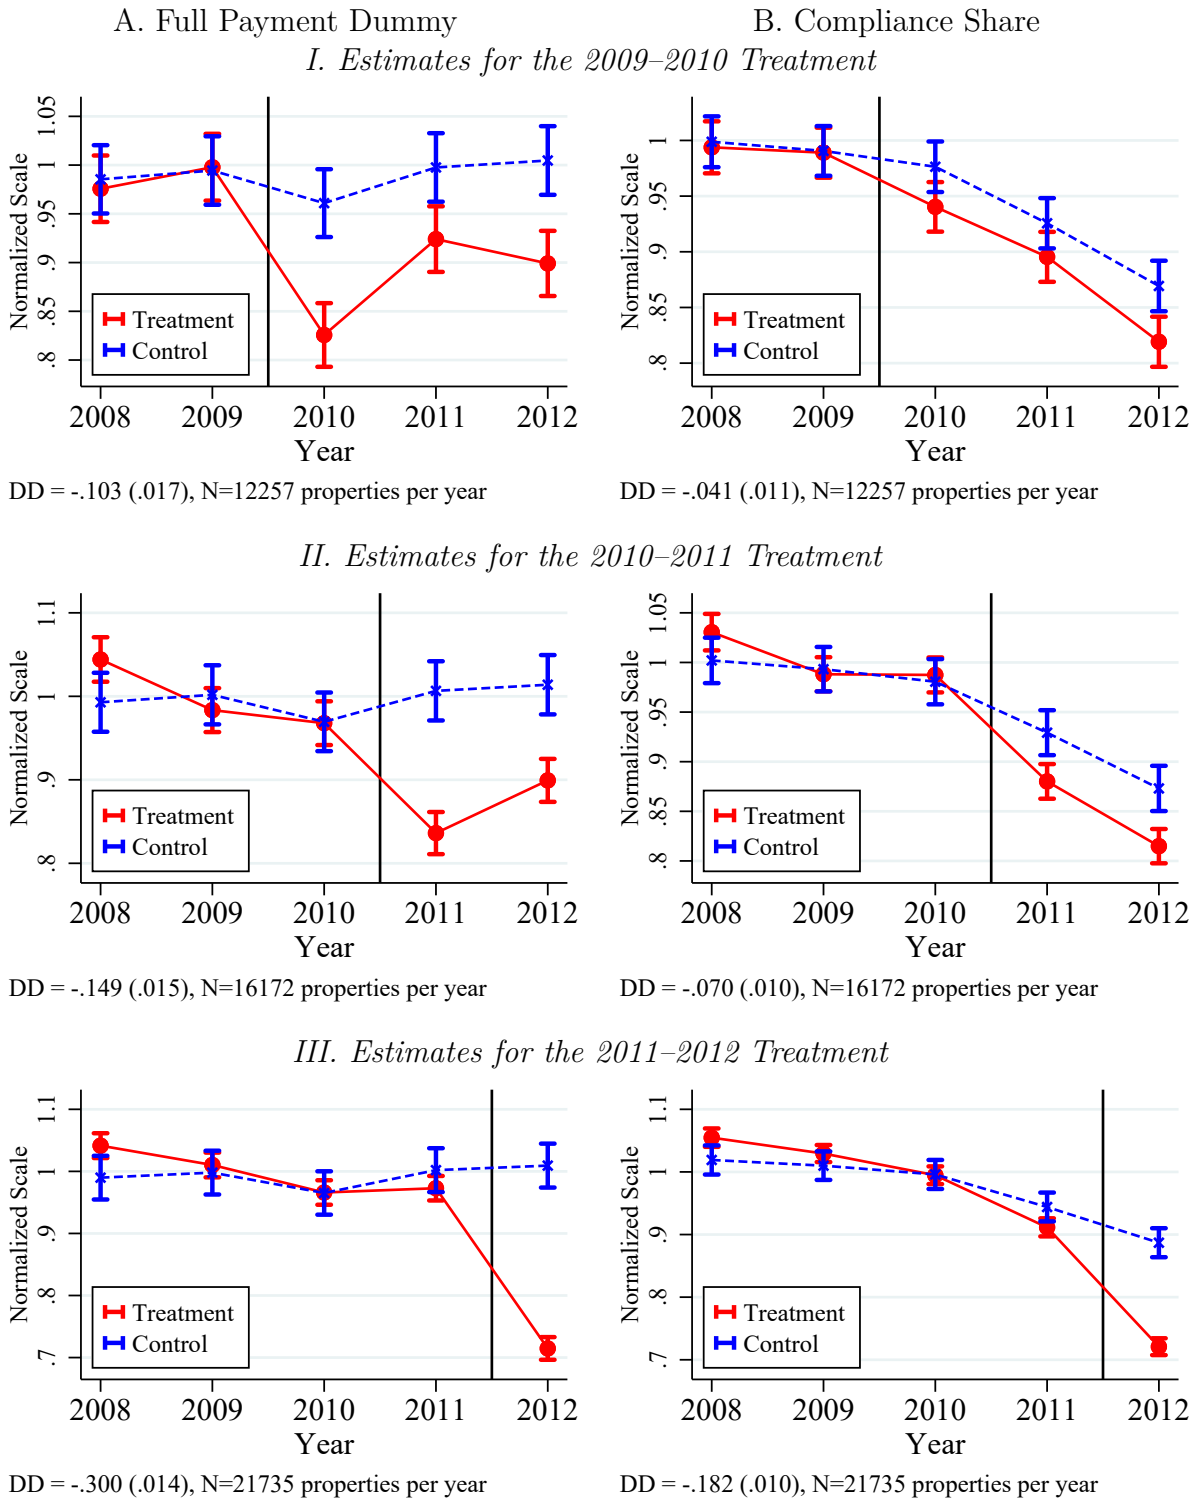 A. Full Payment Dummy
B. Compliance Share
I. Estimates for the 2009–2010 Treatment
Normalized Scale
1.05
1
.95
.9
.85
.8
Treatment
Control
2008 2009 2010 2011 2012
Year
DD = -.103 (.017), N=12257 properties per year
Normalized Scale
1
.95
.9
.85
.8
Treatment
Control
2008 2009 2010 2011 2012
Year
DD = -.041 (.011), N=12257 properties per year
II. Estimates for the 2010–2011 Treatment
Normalized Scale
1.1
1
.9
.8
Treatment
Control
2008 2009 2010 2011 2012
Year
DD = -.149 (.015), N=16172 properties per year
Normalized Scale
1.05
1
.95
.9
.85
.8
Treatment
Control
2008 2009 2010 2011 2012
Year
DD = -.070 (.010), N=16172 properties per year
III. Estimates for the 2011–2012 Treatment
Normalized Scale
1.1
1
.9
.8
.7
Treatment
Control
2008 2009 2010 2011 2012
Year
DD = -.300 (.014), N=21735 properties per year
Normalized Scale
1.1
1
.9
.8
.7
Treatment
Control
2008 2009 2010 2011 2012
Year
DD = -.182 (.010), N=21735 properties per year